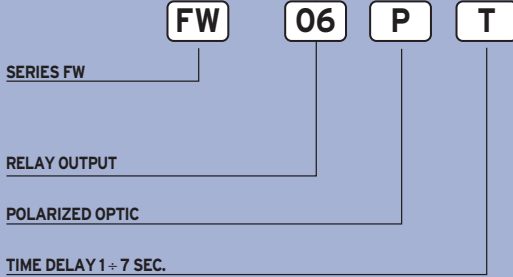 FW 06 P T
SERIES FW
RELAY OUTPUT
POLARIZED OPTIC
TIME DELAY 1 ÷ 7 SEC.